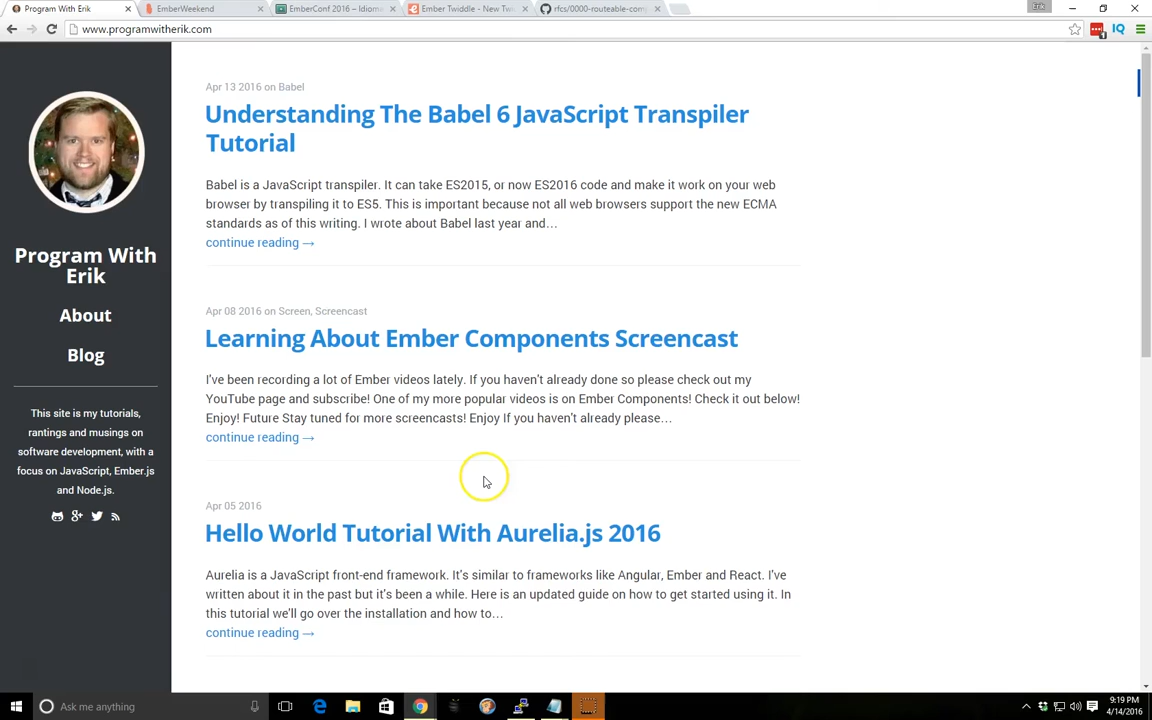 Program With Erik
EmberWeekend
EmberConf 2016 – Idiom
Ember Twiddle - New Tw
rfcs/0000-routeable-com
Erik
www.programwitherik.com
1
IQ
Program With
Erik
About
Blog
This site is my tutorials,
rantings and musings on
software development, with a
focus on JavaScript, Ember.js
and Node.js.
Apr 13 2016 on Babel
Understanding The Babel 6 JavaScript Transpiler
Tutorial
Babel is a JavaScript transpiler. It can take ES2015, or now ES2016 code and make it work on your web
browser by transpiling it to ES5. This is important because not all web browsers support the new ECMA
standards as of this writing. I wrote about Babel last year and…
continue reading →
Apr 08 2016 on Screen, Screencast
Learning About Ember Components Screencast
I've been recording a lot of Ember videos lately. If you haven't already done so please check out my
YouTube page and subscribe! One of my more popular videos is on Ember Components! Check it out below!
Enjoy! Future Stay tuned for more screencasts! Enjoy If you haven't already please…
continue reading →
Apr 05 2016
Hello World Tutorial With Aurelia.js 2016
Aurelia is a JavaScript front-end framework. It's similar to frameworks like Angular, Ember and React. I've
written about it in the past but it's been a while. Here is an updated guide on how to get started using it. In
this tutorial we'll go over the installation and how to…
continue reading →
Ask me anything
9:19 PM
4/14/2016